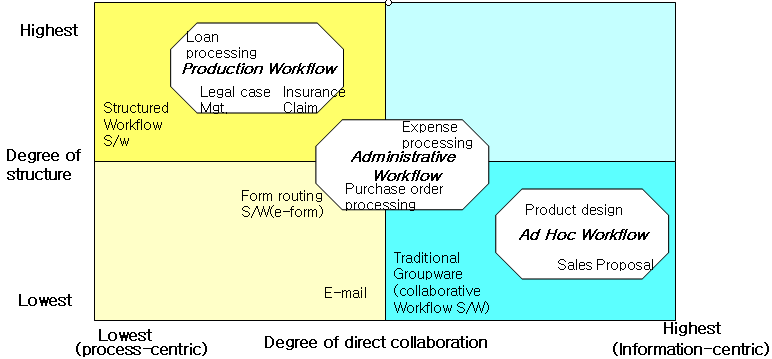 Highest
Loan
processing
Production Workflow
Legal case
Mgt.
Insurance
Claim
Structured
Workflow
S/w
Degree of
structure
Expense
processing
Administrative
Workflow
Purchase order
processing
Form routing
S/W(e-form)
Product design
Ad Hoc Workflow
Sales Proposal
Traditional
Groupware
(collaborative
Workflow S/W)
E-mail
Lowest
Lowest
(process-centric)
Degree of direct collaboration
Highest
(Information-centric)